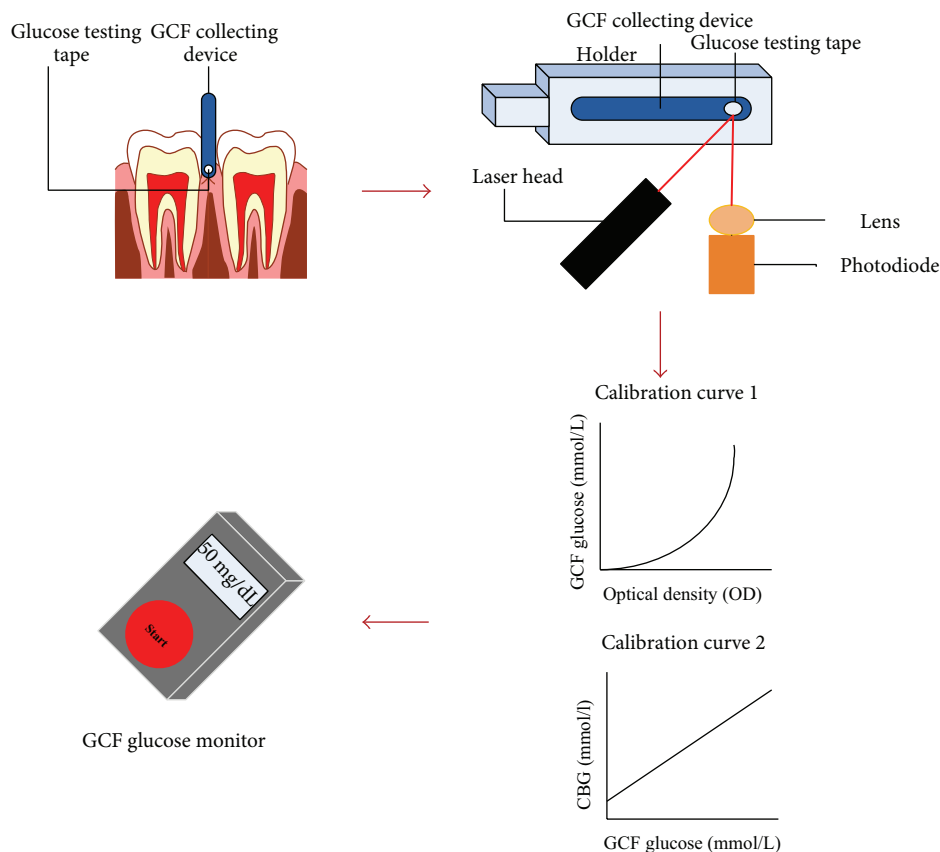 Glucose testing
tape
GCF collecting
device
GCF collecting device
Glucose testing tape
Holder
Laser head
Lens
Photodiode
Calibration curve 1
GCF glucose (mmol/L)
Optical density (OD)
Calibration curve 2
CBG (mmol/l)
GCF glucose (mmol/L)
50 mg/dL
Start
GCF glucose monitor